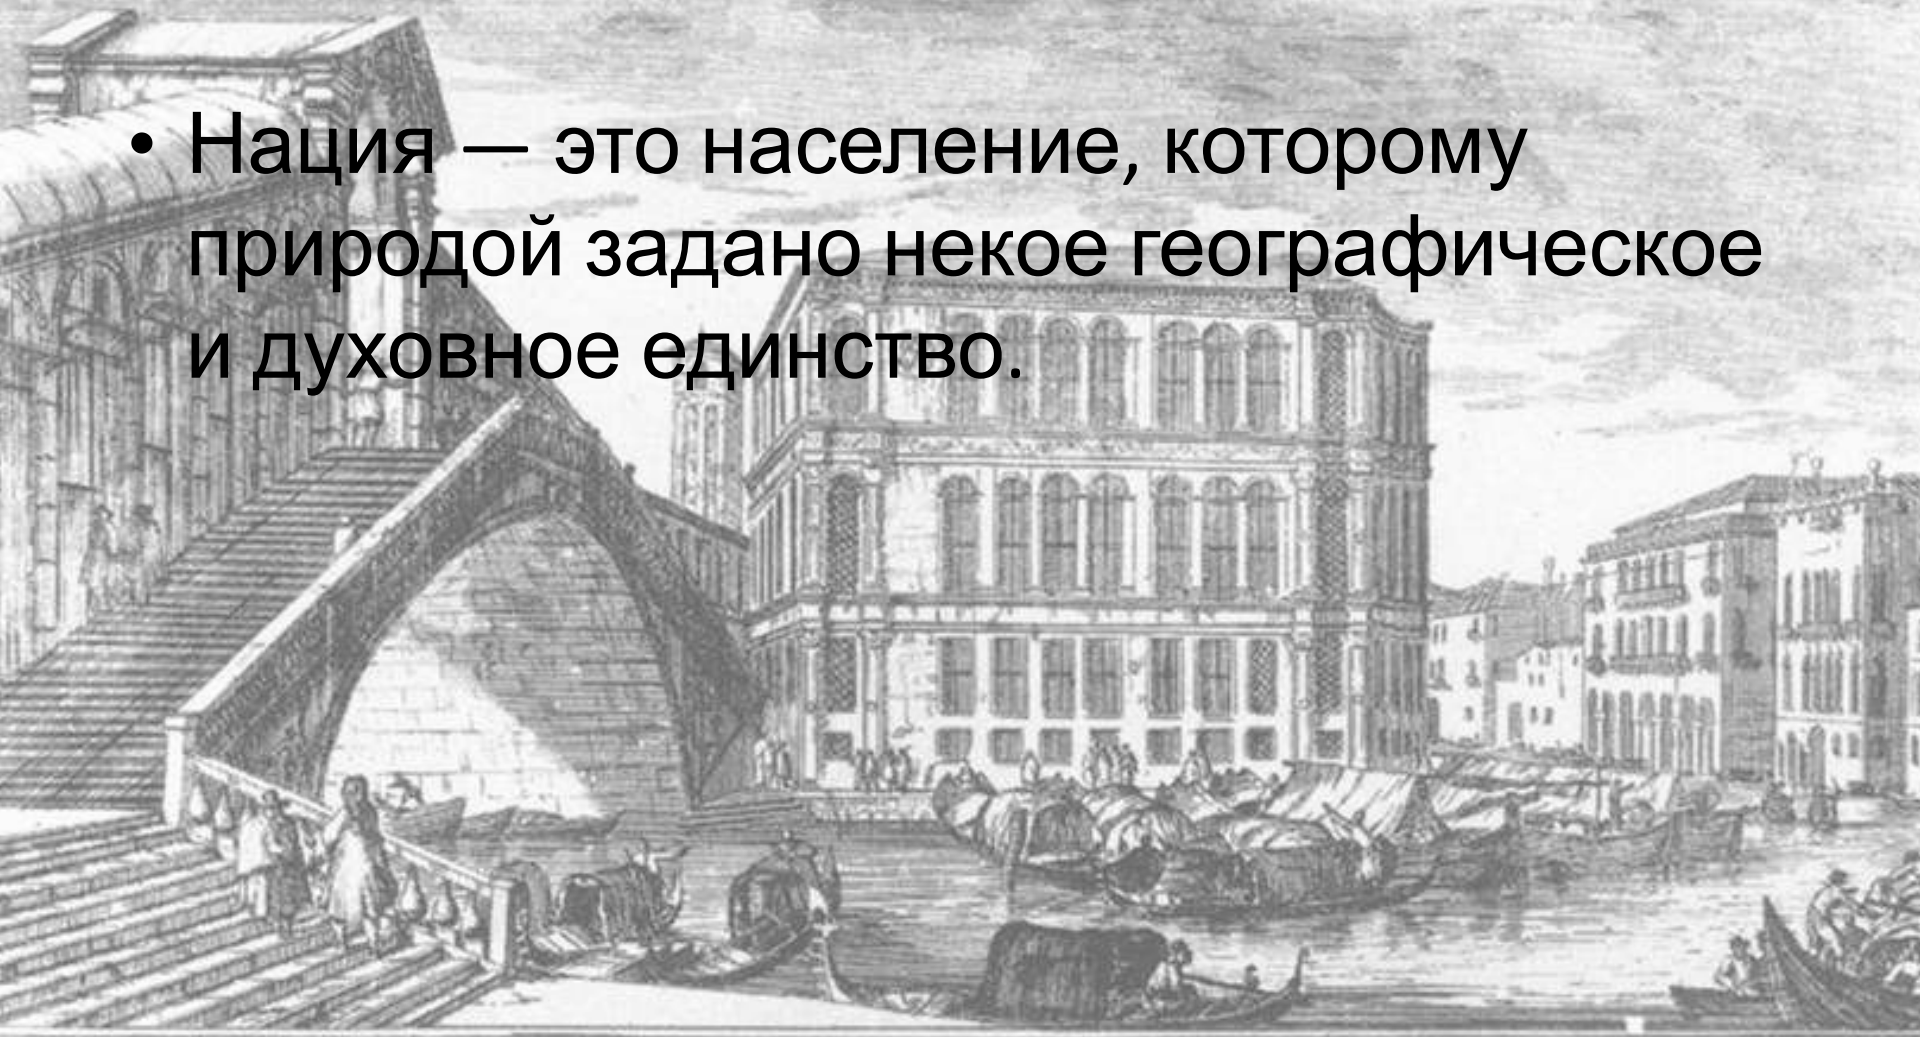 • Нация — это население, которому
природой задано некое географическое
и духовное единство.